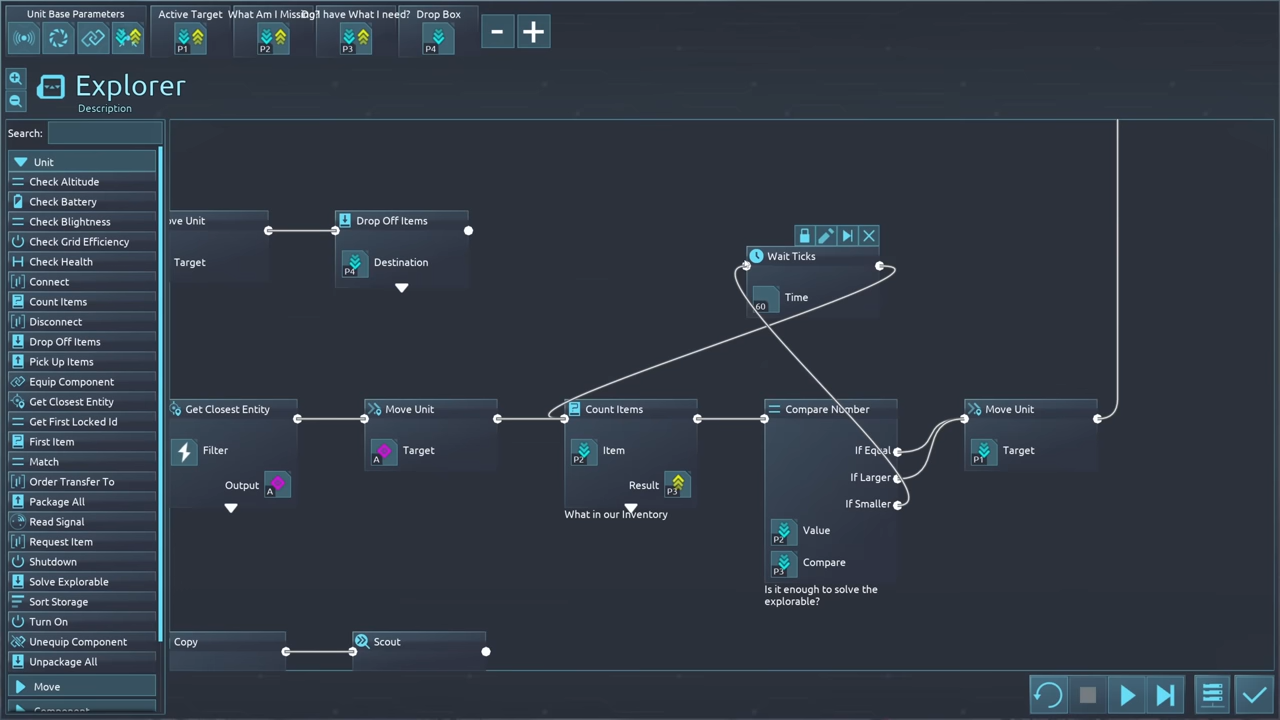 Unit Base Parameters
Active Target
What Am I Missing?
I have What I need?
Drop Box
P1
P2
P3
P4
Explorer
Description
Search:
Unit
Check Altitude
Check Battery
Check Blightness
Check Grid Efficiency
Check Health
Connect
Count Items
Disconnect
Drop Off Items
Pick Up Items
Equip Component
Get Closest Entity
Get First Locked Id
First Item
Match
Order Transfer To
Package All
Read Signal
Request Item
Shutdown
Solve Explorable
Sort Storage
Turn On
Unequip Component
Unpackage All
Move
Component
ove Unit
Target
Drop Off Items
P4
Destination
Wait Ticks
60
Time
Get Closest Entity
Filter
Output
A
Move Unit
A
Target
Count Items
P2
Item
Result
P3
What in our Inventory
Compare Number
If Equal
If Larger
If Smaller
P2
Value
P3
Compare
Is it enough to solve the
explorable?
Move Unit
P1
Target
Copy
Scout